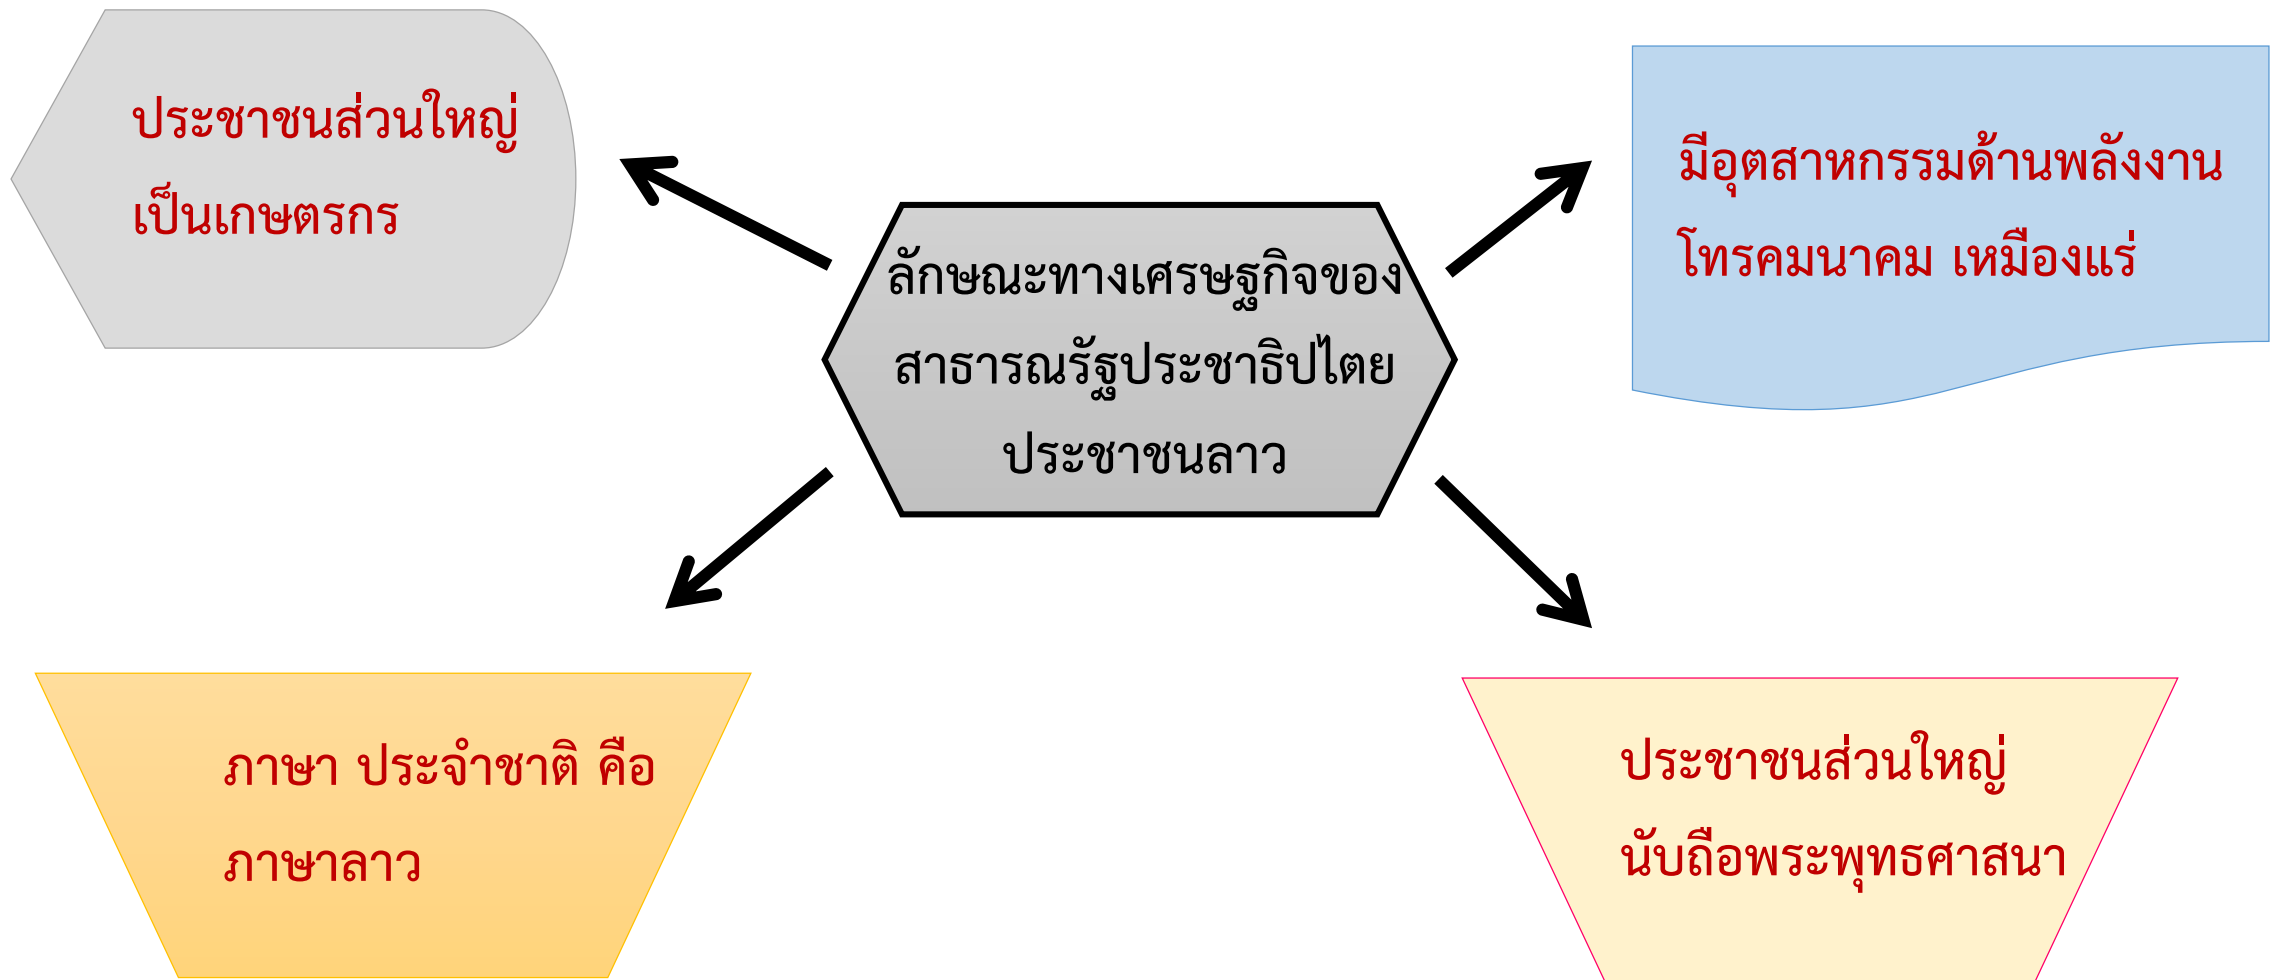 ประชาชนส่วนใหญ่
เป็นเกษตรกร
มีอุตสาหกรรมด้านพลังงาน
โทรคมนาคม เหมืองแร่
ลักษณะทางเศรษฐกิจของ
สาธารณรัฐประชาธิปไตย
ประชาชนลาว
ภาษา ประจำชาติ คือ
ภาษาลาว
ประชาชนส่วนใหญ่
นับถือพระพุทธศาสนา